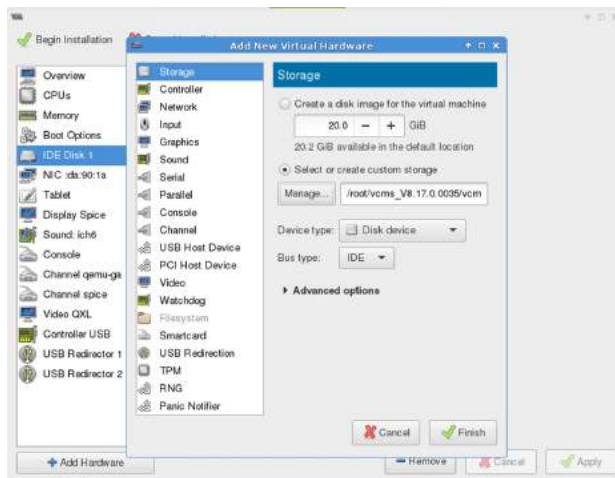 Begin Installation
Add New Virtual Hardware
Overview
CPUs
Memory
Boot Options
IDE Disk 1
NIC :da:90:1a
Tablet
Display Spice
Sound: ich6
Console
Channel qemu-ga
Channel spice
Video QXL
Controller USB
USB Redirector 1
USB Redirector 2
Storage
Controller
Network
Input
Graphics
Sound
Serial
Parallel
Console
Channel
USB Host Device
PCI Host Device
Video
Watchdog
Filesystem
Smartcard
USB Redirection
TPM
RNG
Panic Notifier
Storage
Create a disk image for the virtual machine
20.0 − + GiB
20.2 GiB available in the default location
Select or create custom storage
Manage... /root/vcms_V8.17.0.0035/vcm
Device type: Disk device
Bus type: IDE
Advanced options
Cancel Finish
Add Hardware Remove Cancel Apply